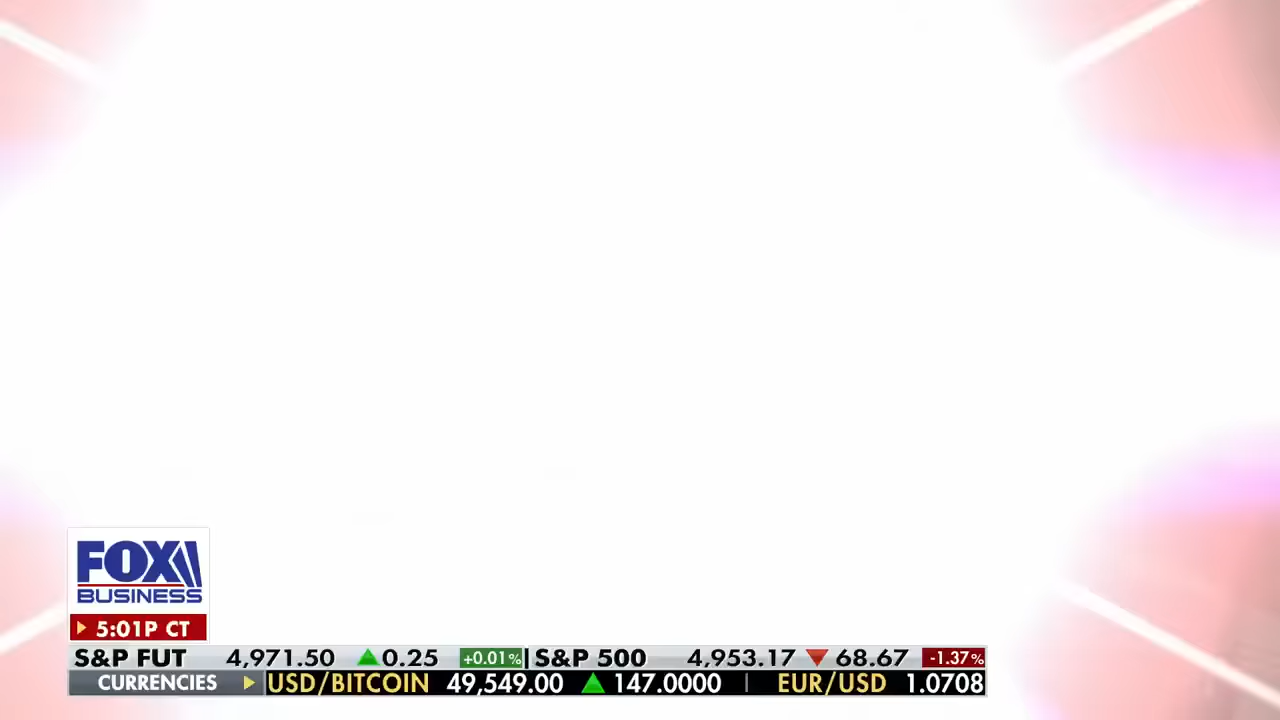 FOX
BUSINESS
5:01P CT
S&P FUT 4,971.50 0.25 +0.01% S&P 500 4,953.17 68.67 -1.37%
CURRENCIES USD/BITCOIN 49,549.00 147.0000 | EUR/USD 1.0708